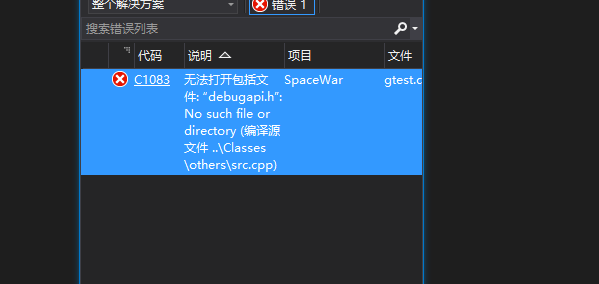 整个解决方案
错误 1
搜索错误列表
代码 说明 项目 文件
C1083 无法打开包括文 SpaceWar gtest.c
件: “debugapi.h”:
No such file or
directory (编译源
文件 ..\Classes
\others\src.cpp)